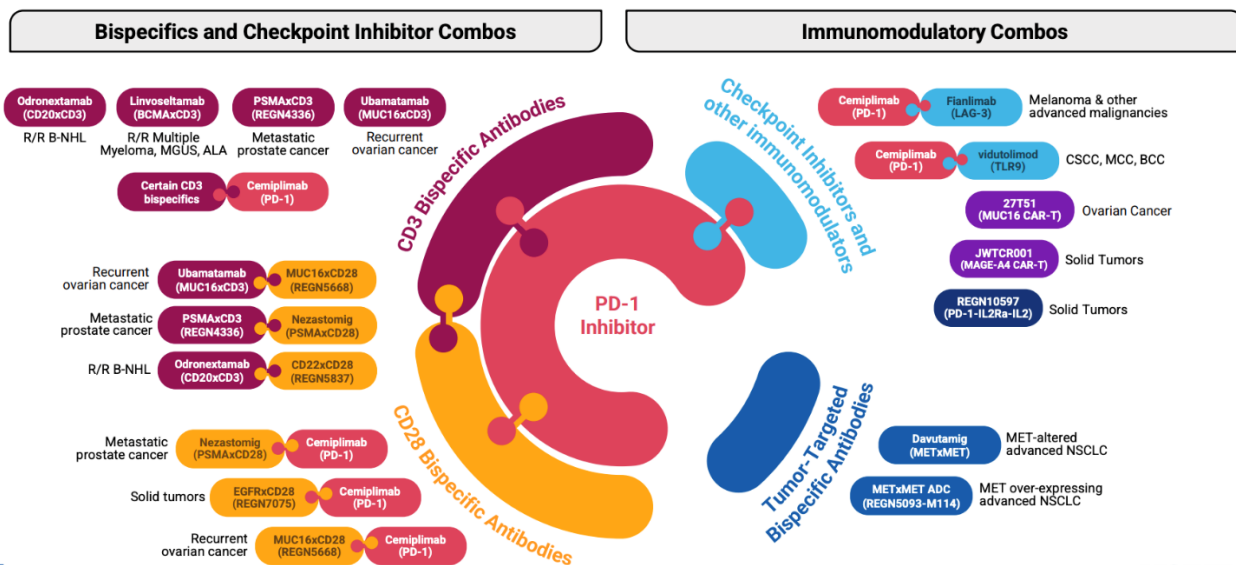 Bispecifics and Checkpoint Inhibitor Combos
Immunomodulatory Combos
Odronextamab
(CD20xCD3)
R/R B-NHL
Linvoseltamab
(BCMAxCD3)
R/R Multiple
Myeloma, MGUS, ALA
PSMAxCD3
(REGN4336)
Metastatic
prostate cancer
Ubamatamab
(MUC16xCD3)
Recurrent
ovarian cancer
Certain CD3
bispecifics
Cemiplimab
(PD-1)
Recurrent
ovarian cancer
Ubamatamab
(MUC16xCD3)
MUC16xCD28
(REGN5668)
Metastatic
prostate cancer
PSMAxCD3
(REGN4336)
Nezastomig
(PSMAxCD28)
R/R B-NHL
Odronextamab
(CD20xCD3)
CD22xCD28
(REGN5837)
Metastatic
prostate cancer
Nezastomig
(PSMAxCD28)
Cemiplimab
(PD-1)
Solid tumors
EGFRxCD28
(REGN7075)
Cemiplimab
(PD-1)
Recurrent
ovarian cancer
MUC16xCD28
(REGN5668)
Cemiplimab
(PD-1)
CD3 Bispecific Antibodies
CD28 Bispecific Antibodies
PD-1
Inhibitor
Checkpoint Inhibitors and
other immunomodulators
Tumor-Targeted
Bispecific Antibodies
Cemiplimab
(PD-1)
Fianlimab
(LAG-3)
Melanoma & other
advanced malignancies
Cemiplimab
(PD-1)
vidutolimod
(TLR9)
CSCC, MCC, BCC
27T51
(MUC16 CAR-T)
Ovarian Cancer
JWTCR001
(MAGE-A4 CAR-T)
Solid Tumors
REGN10597
(PD-1-IL2Ra-IL2)
Solid Tumors
Davutamig
(METxMET)
MET-altered
advanced NSCLC
METxMET ADC
(REGN5093-M114)
MET over-expressing
advanced NSCLC